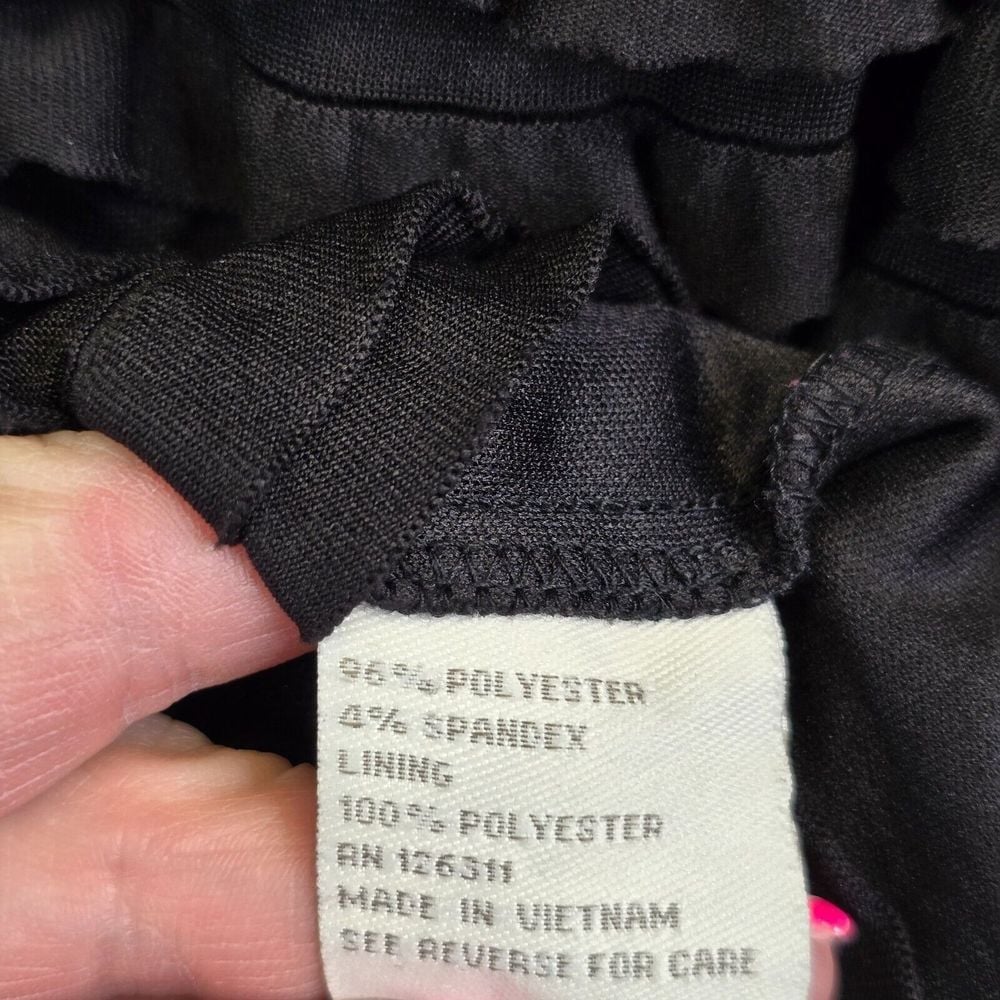 96% POLYESTER
4% SPANDEX
LINING
100% POLYESTER
RN 126311
MADE IN VIETNAM
SEE REVERSE FOR CARE